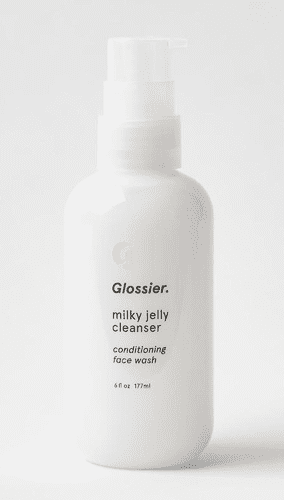 Glossier.
milky jelly
cleanser
conditioning
face wash
6 fl oz 177ml